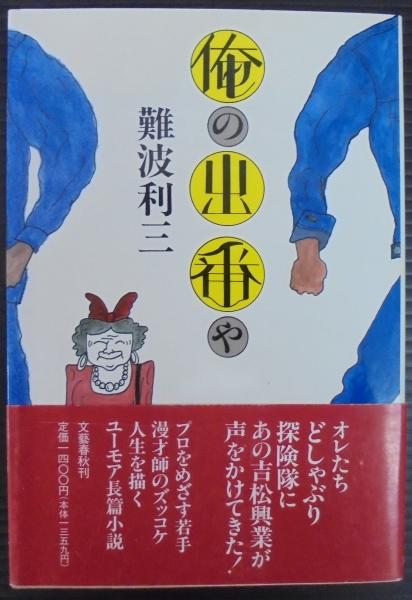 俺の出番や
難波利三
オレたち
どしゃぶり
探険隊に
あの吉松興業が
声をかけてきた!
プロをめざす若手
漫才師のズッコケ
人生を描く
ユーモア長篇小説
文藝春秋刊
定価一四〇〇円(本体一三五九円)